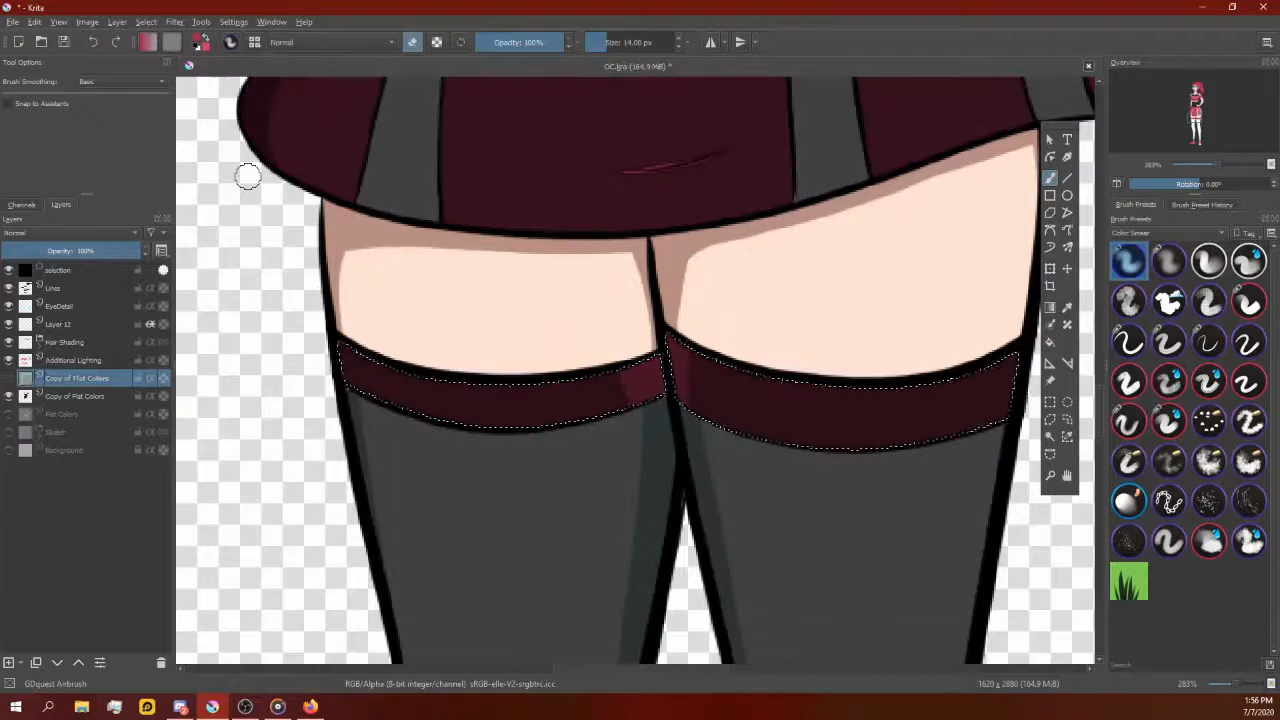 * - Krita
File Edit View Image Layer Select Filter Tools Settings Window Help
Normal Opacity: 100% Size: 14.00 px
Tool Options
OC.kra (164.9 MiB) *
Overview
Brush Smoothing: Basic
Snap to Assistants
283%
Rotation: 0.00°
Channels Layers
Brush Presets Brush Preset History
Layers
Brush Presets
Normal
Color Smear Tag
Opacity: 100%
selection
Lines
EyeDetail
Layer 12
Hair Shading
Additional Lighting
Copy of Flat Colors
Copy of Flat Colors
Flat Colors
Sketch
Background
Search
GDquest Airbrush
RGB/Alpha (8-bit integer/channel) sRGB-elle-V2-srgbtrc.icc
1620 x 2880 (164.9 MiB)
283%
1:56 PM
7/7/2020